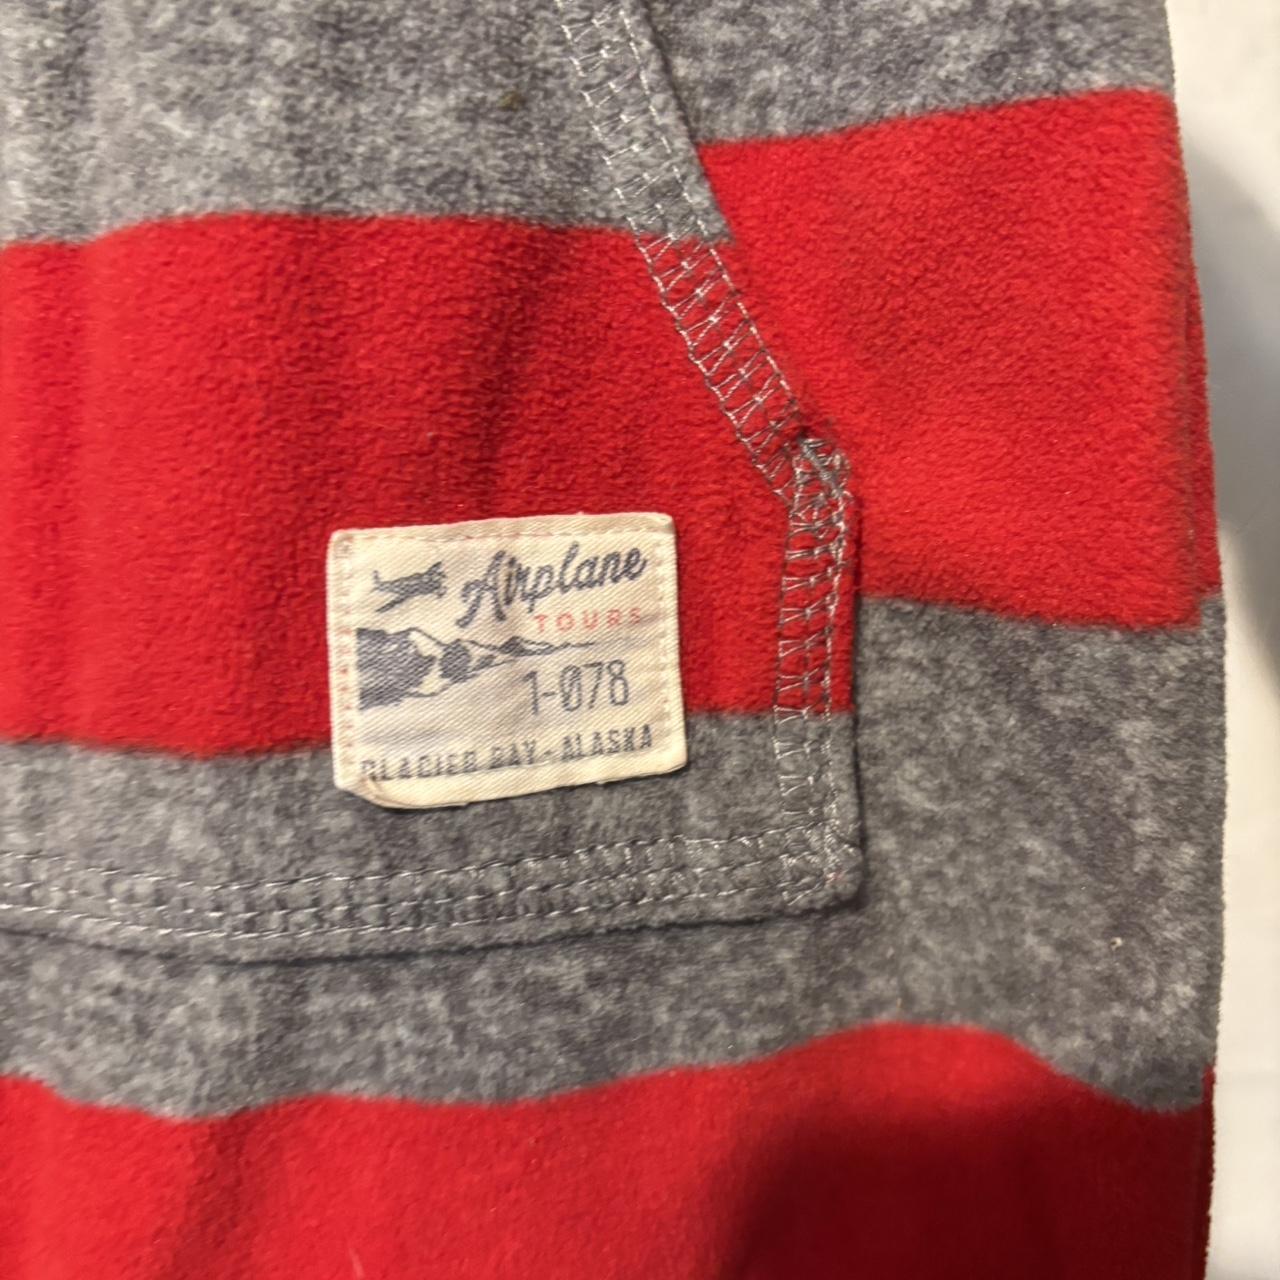 Airplane
TOURS
1-078
GLACIER BAY - ALASKA